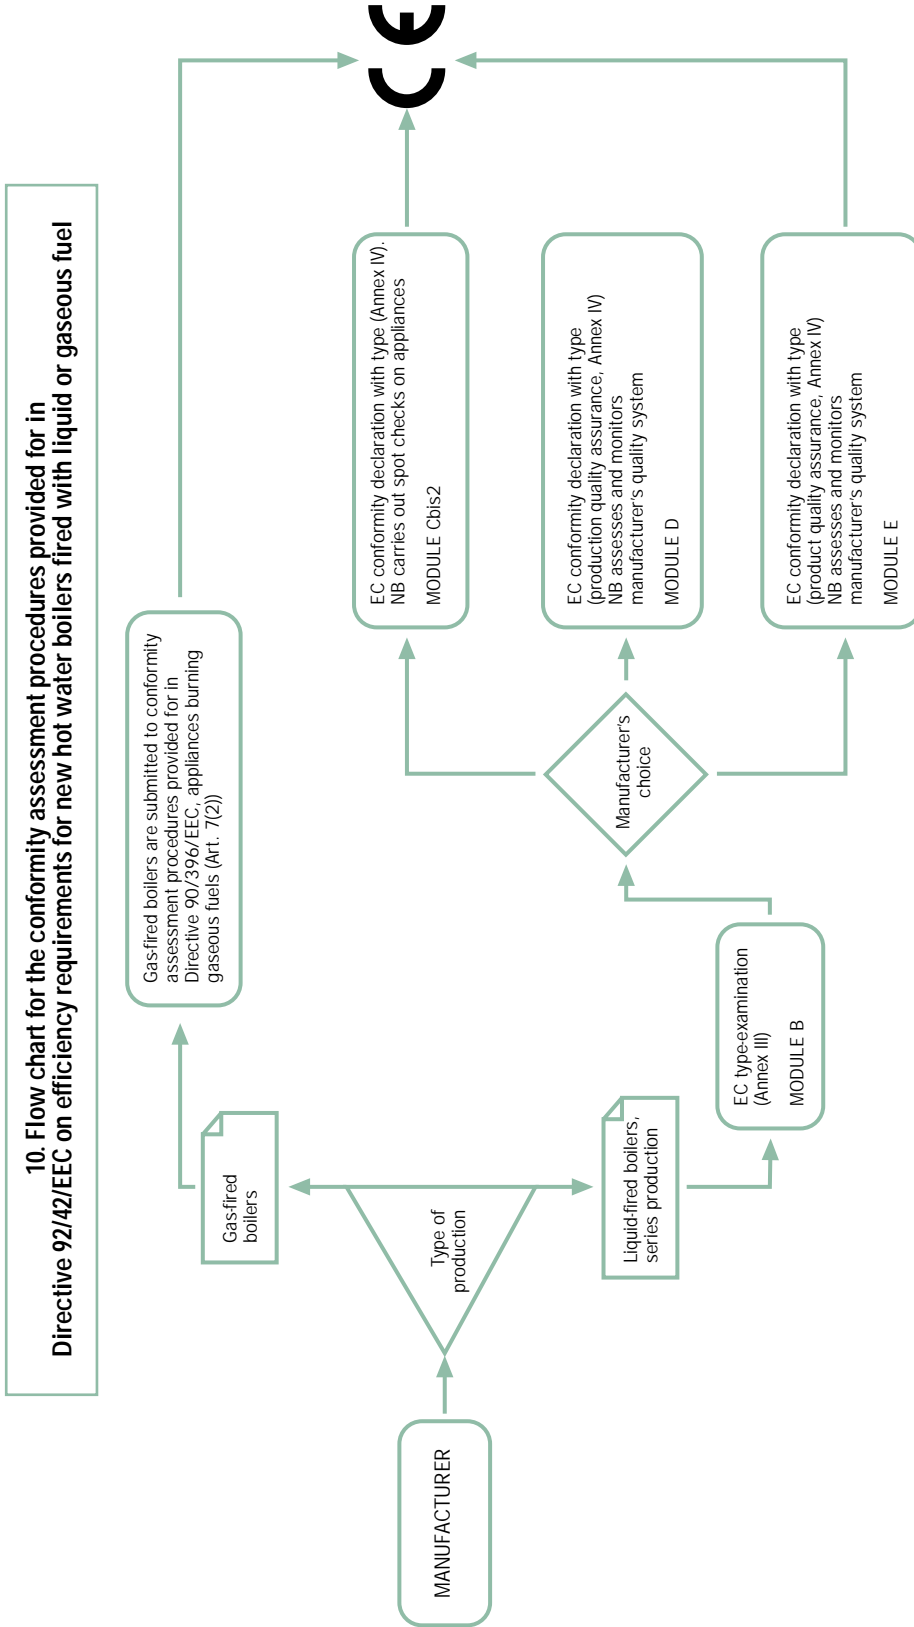 10. Flow chart for the conformity assessment procedures provided for in
Directive 92/42/EEC on efficiency requirements for new hot water boilers fired with liquid or gaseous fuel
MANUFACTURER
Type of
production
Gas-fired
boilers
Gas-fired boilers are submitted to conformity
assessment procedures provided for in
Directive 90/396/EEC, appliances burning
gaseous fuels (Art. 7(2))
Liquid-fired boilers,
series production
EC type-examination
(Annex III)
MODULE B
Manufacturer's
choice
EC conformity declaration with type (Annex IV).
NB carries out spot checks on appliances
MODULE Cbis2
EC conformity declaration with type
(production quality assurance, Annex IV)
NB assesses and monitors
manufacturer's quality system
MODULE D
EC conformity declaration with type
(product quality assurance, Annex IV)
NB assesses and monitors
manufacturer's quality system
MODULE E
CE